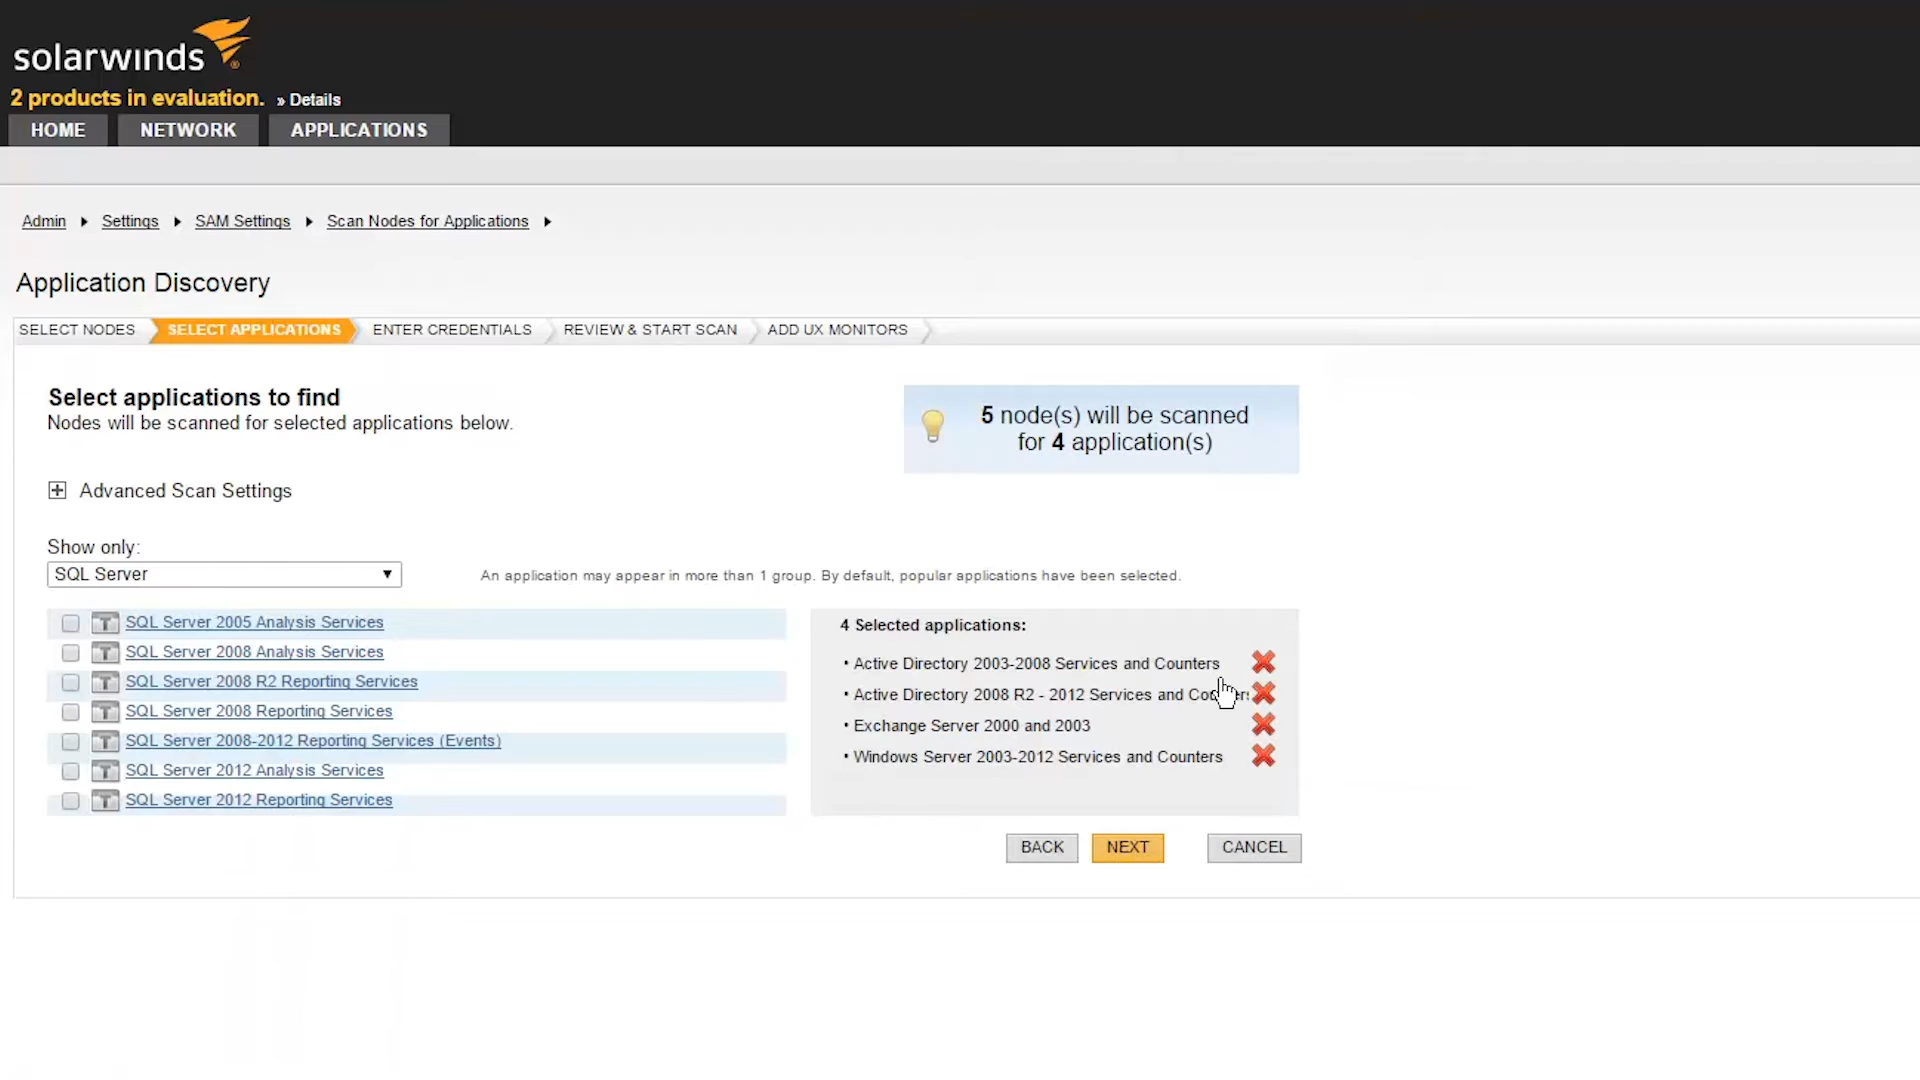 solarwinds
2 products in evaluation. » Details
HOME NETWORK APPLICATIONS
Admin Settings SAM Settings Scan Nodes for Applications
Application Discovery
SELECT NODES SELECT APPLICATIONS ENTER CREDENTIALS REVIEW & START SCAN ADD UX MONITORS
Select applications to find
Nodes will be scanned for selected applications below.
5 node(s) will be scanned
for 4 application(s)
Advanced Scan Settings
Show only:
SQL Server
An application may appear in more than 1 group. By default, popular applications have been selected.
SQL Server 2005 Analysis Services
SQL Server 2008 Analysis Services
SQL Server 2008 R2 Reporting Services
SQL Server 2008 Reporting Services
SQL Server 2008-2012 Reporting Services (Events)
SQL Server 2012 Analysis Services
SQL Server 2012 Reporting Services
4 Selected applications:
• Active Directory 2003-2008 Services and Counters
• Active Directory 2008 R2 - 2012 Services and
• Exchange Server 2000 and 2003
• Windows Server 2003-2012 Services and Counters
BACK NEXT CANCEL